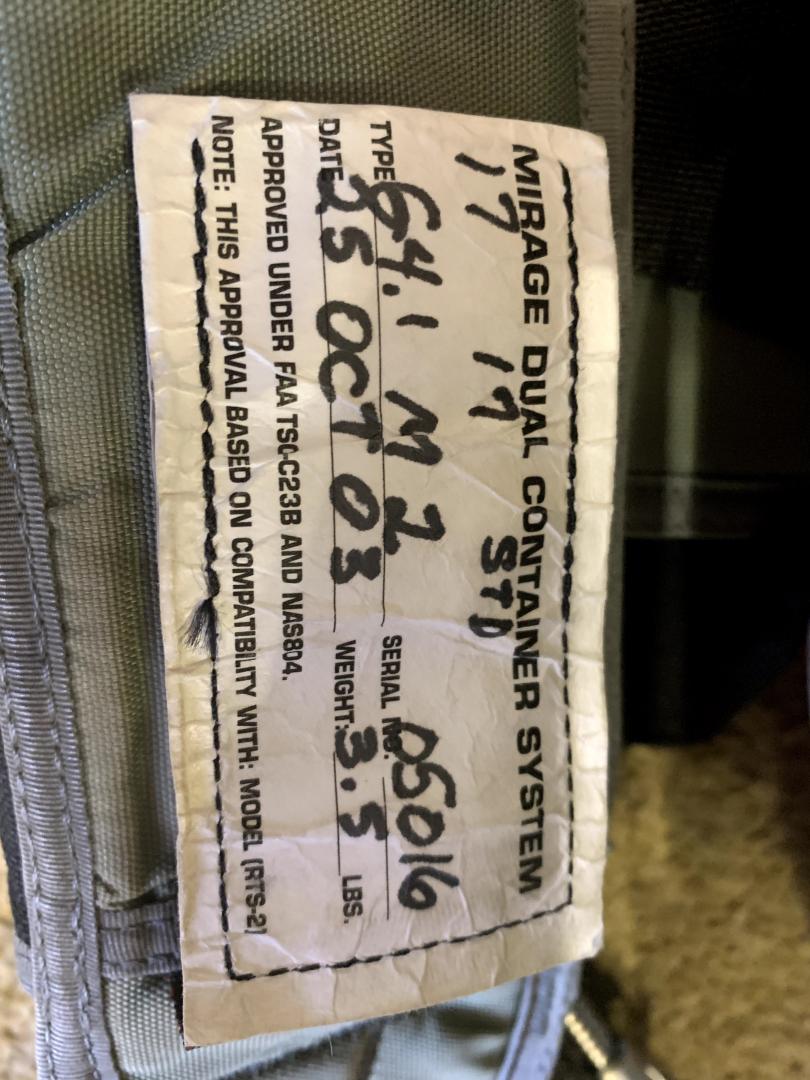 MIRAGE DUAL CONTAINER SYSTEM
17 17 STD
TYPE G4.1 M2 SERIAL NO. 05016
DATE 25 OCT 03 WEIGHT: 3.5 LBS.
APPROVED UNDER FAA TSO-C23B AND NAS804.
NOTE: THIS APPROVAL BASED ON COMPATIBILITY WITH: MODEL (RTS-2)